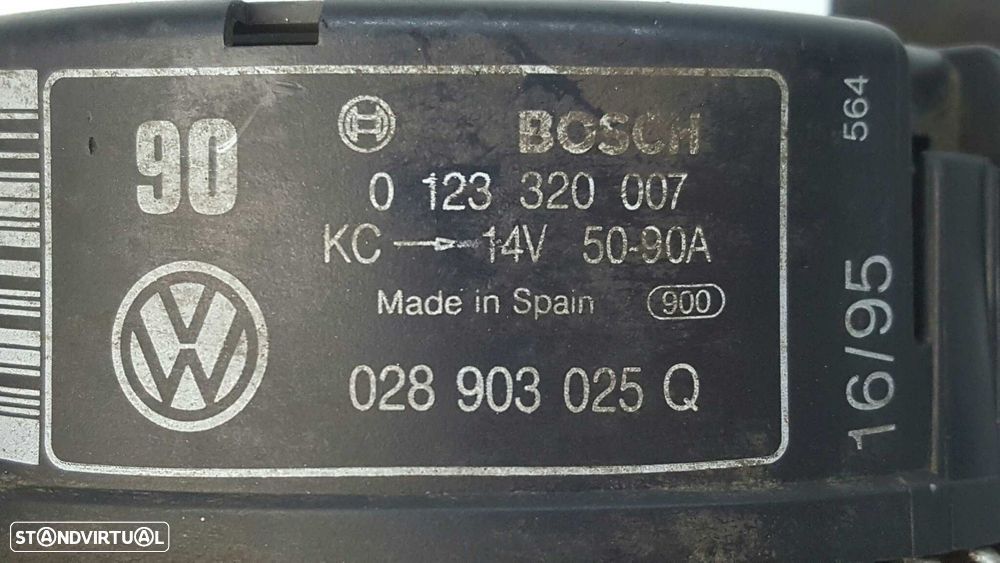 90
BOSCH
0 123 320 007
KC → 14V 50-90A
Made in Spain 900
028 903 025 Q
564
16/95
STANDVIRTUAL